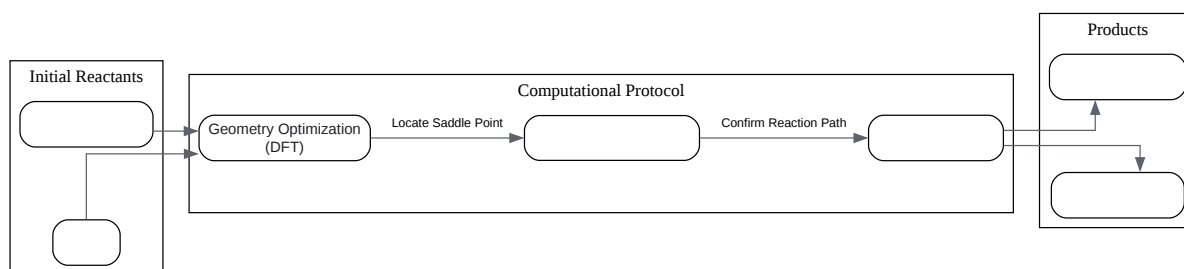 Products
Initial Reactants
Computational Protocol
Geometry Optimization
(DFT)
Locate Saddle Point
Confirm Reaction Path